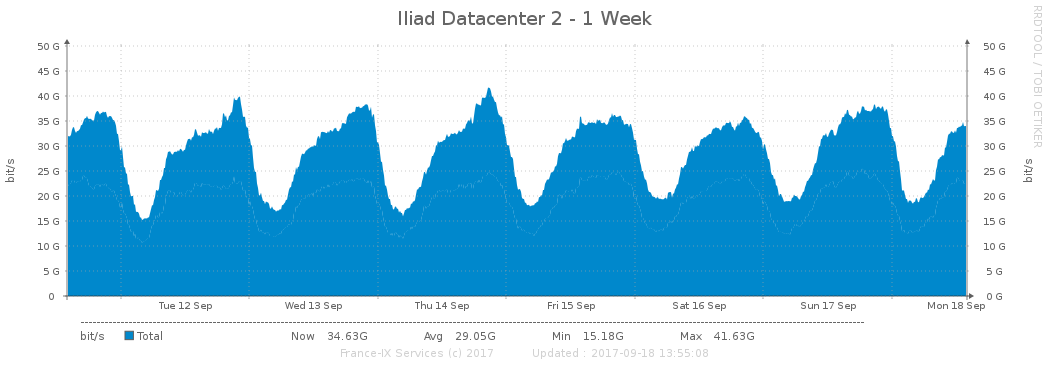 Iliad Datacenter 2 - 1 Week
RRDTOOL / TOBI OETIKER
50 G 50 G
45 G 45 G
40 G 40 G
35 G 35 G
30 G 30 G
25 G 25 G
20 G 20 G
15 G 15 G
10 G 10 G
5 G 5 G
0 0 G
bit/s
bit/s
Tue 12 Sep Wed 13 Sep Thu 14 Sep Fri 15 Sep Sat 16 Sep Sun 17 Sep Mon 18 Sep
bit/s Total Now 34.63G Avg 29.05G Min 15.18G Max 41.63G
France-IX Services (c) 2017 Updated : 2017-09-18 13:55:08